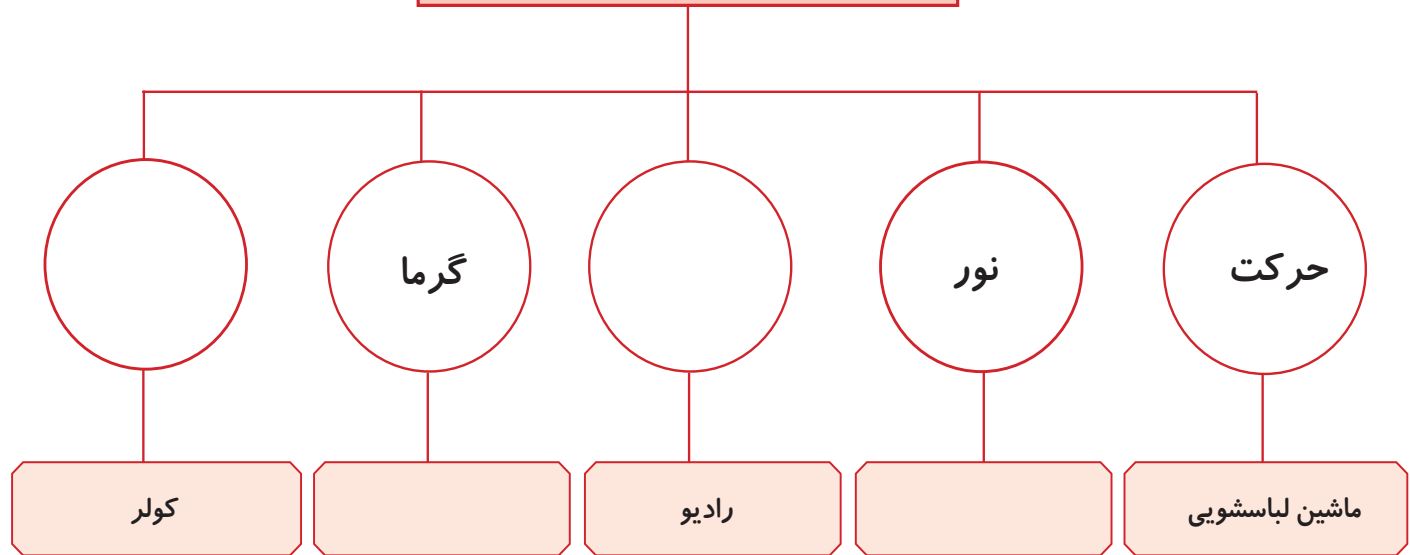 حرکت
نور
گرما
ماشین لباسشویی
رادیو
کولر